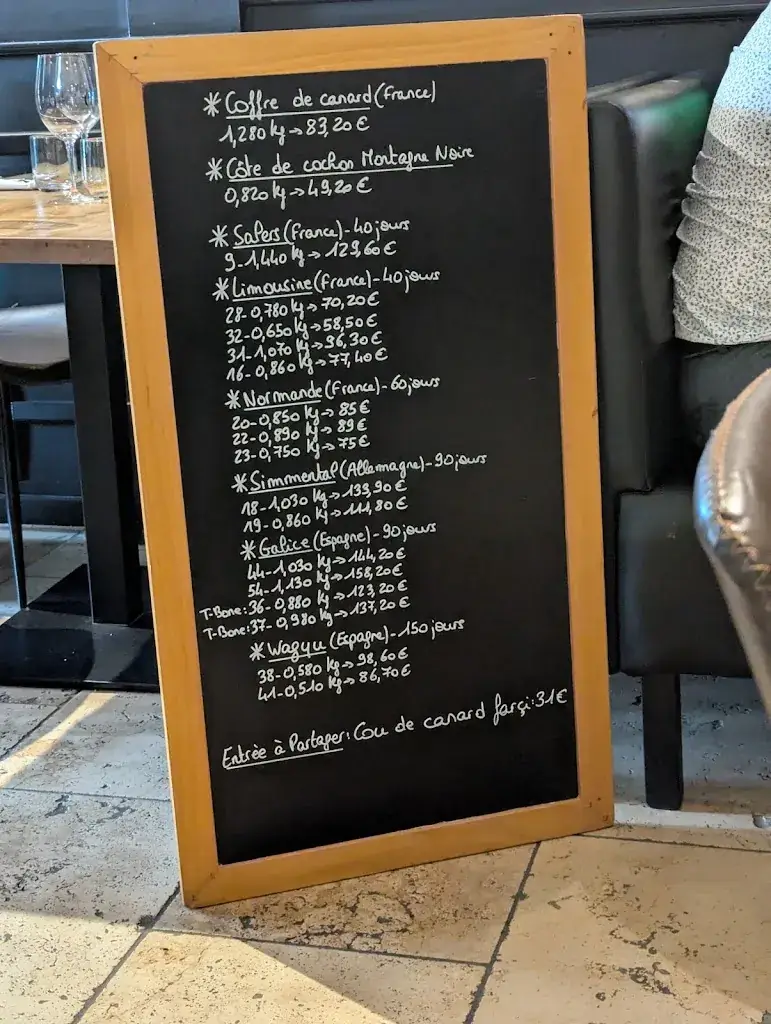 * Coffre de canard (France)
1,280 kg → 83,20 €
* Côte de cochon Montagne Noire
0,820 kg → 49,20 €
* Salers (France) - 40 jours
9 - 1,440 kg → 129,60 €
* Limousine (France) - 40 jours
28 - 0,780 kg → 70,20 €
32 - 0,650 kg → 58,50 €
31 - 1,070 kg → 96,30 €
16 - 0,860 kg → 77,40 €
* Normande (France) - 60 jours
20 - 0,850 kg → 85 €
22 - 0,890 kg → 89 €
23 - 0,750 kg → 75 €
* Simmental (Allemagne) - 90 jours
18 - 1,030 kg → 133,90 €
19 - 0,860 kg → 111,80 €
* Galice (Espagne) - 90 jours
44 - 1,030 kg → 144,20 €
54 - 1,130 kg → 158,20 €
T-Bone: 36 - 0,880 kg → 123,20 €
T-Bone: 37 - 0,980 kg → 137,20 €
* Wagyu (Espagne) - 150 jours
38 - 0,580 kg → 98,60 €
41 - 0,510 kg → 86,70 €
Entrée à Partager: Cou de canard farçi: 31 €